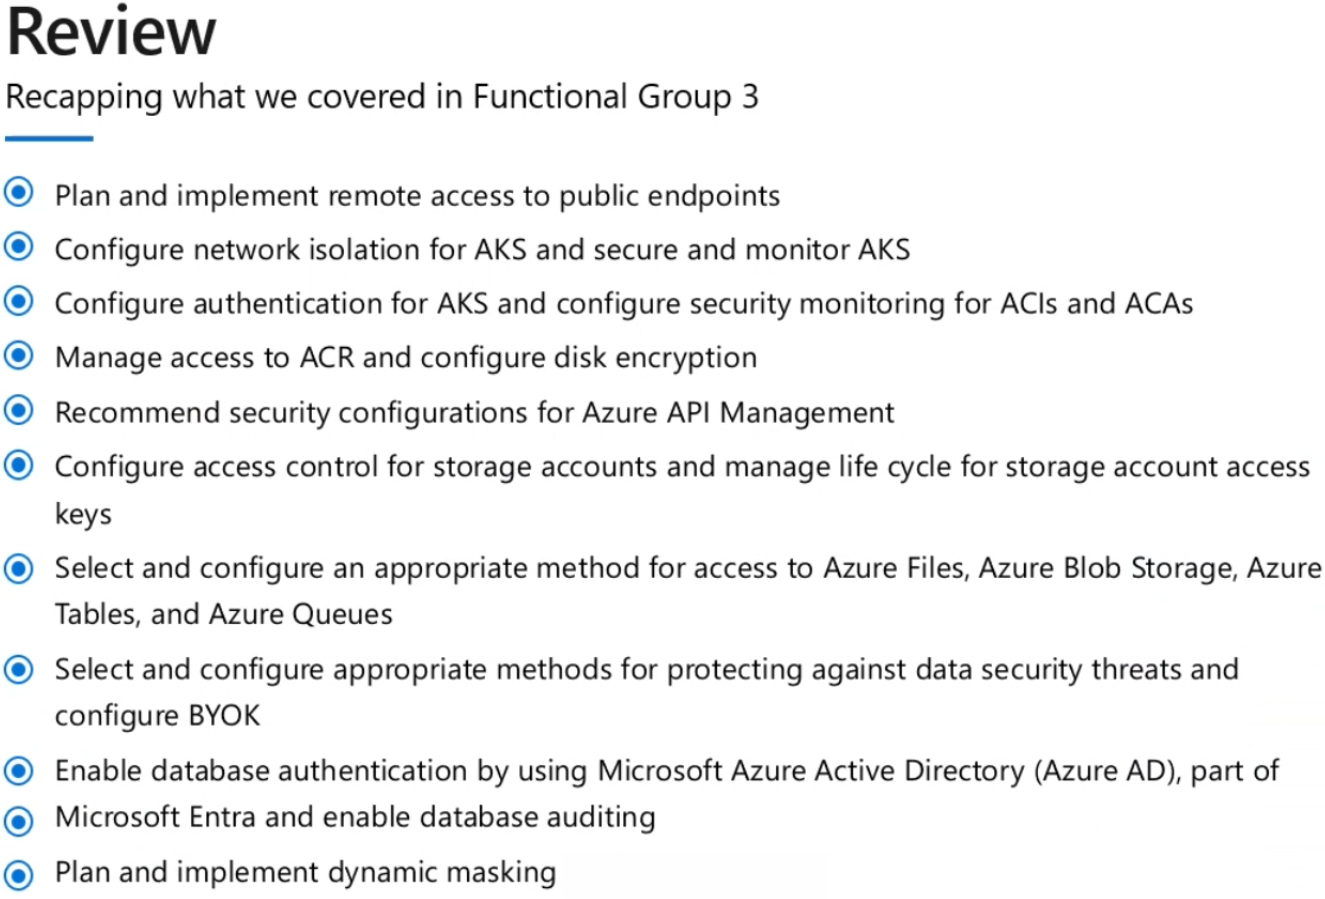 Review
Recapping what we covered in Functional Group 3
Plan and implement remote access to public endpoints
Configure network isolation for AKS and secure and monitor AKS
Configure authentication for AKS and configure security monitoring for ACIs and ACAs
Manage access to ACR and configure disk encryption
Recommend security configurations for Azure API Management
Configure access control for storage accounts and manage life cycle for storage account access
keys
Select and configure an appropriate method for access to Azure Files, Azure Blob Storage, Azure
Tables, and Azure Queues
Select and configure appropriate methods for protecting against data security threats and
configure BYOK
Enable database authentication by using Microsoft Azure Active Directory (Azure AD), part of
Microsoft Entra and enable database auditing
Plan and implement dynamic masking